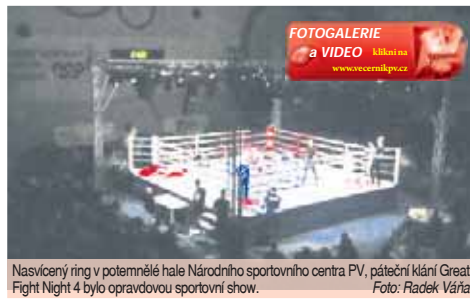 FOTOGALERIE
a VIDEO klikni na
www.vecernikpv.cz
Nasvícený ring v potemnělé hale Národního sportovního centra PV, páteční klání Great
Fight Night 4 bylo opravdovou sportovní show. Foto: Radek Váňa